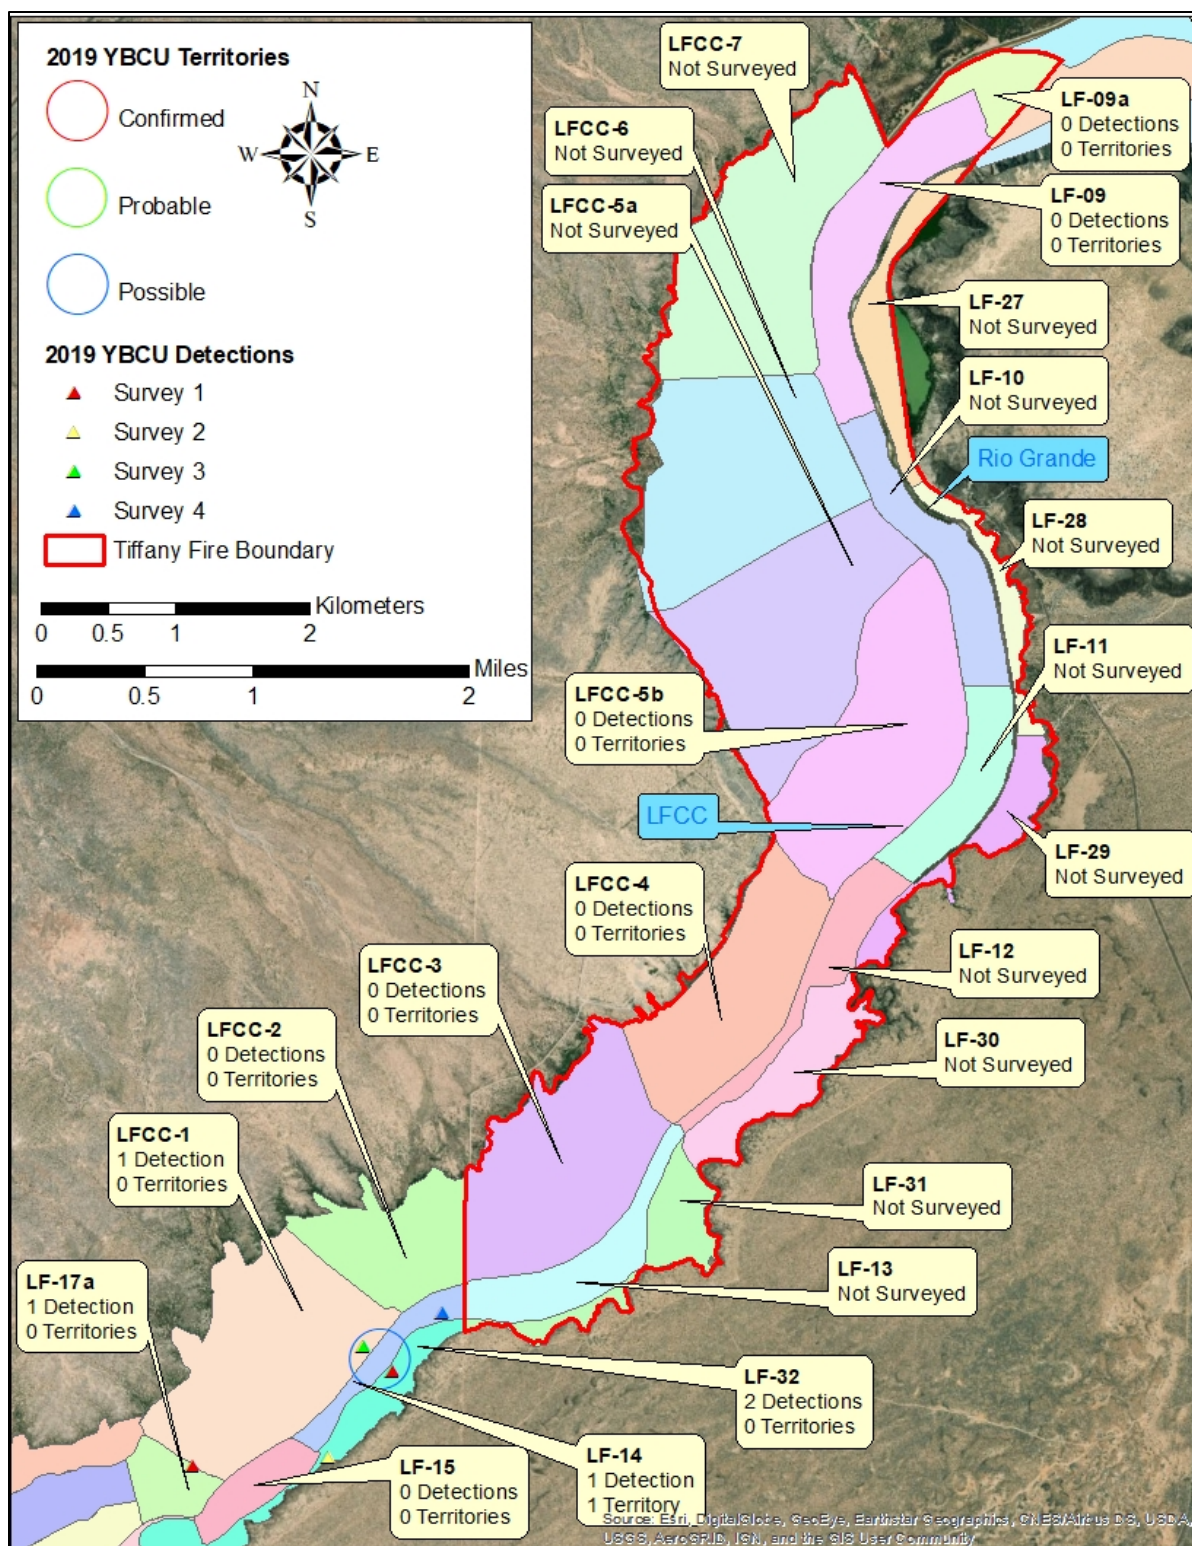 2019 YBCU Territories
Confirmed
Probable
Possible
N
W E
S
2019 YBCU Detections
Survey 1
Survey 2
Survey 3
Survey 4
Tiffany Fire Boundary
Kilometers
0 0.5 1 2
Miles
0 0.5 1 2
LFCC-7
Not Surveyed
LFCC-6
Not Surveyed
LFCC-5a
Not Surveyed
LF-09a
0 Detections
0 Territories
LF-09
0 Detections
0 Territories
LF-27
Not Surveyed
LF-10
Not Surveyed
Rio Grande
LF-28
Not Surveyed
LF-11
Not Surveyed
LFCC-5b
0 Detections
0 Territories
LFCC
LF-29
Not Surveyed
LFCC-4
0 Detections
0 Territories
LF-12
Not Surveyed
LFCC-3
0 Detections
0 Territories
LFCC-2
0 Detections
0 Territories
LF-30
Not Surveyed
LFCC-1
1 Detection
0 Territories
LF-31
Not Surveyed
LF-17a
1 Detection
0 Territories
LF-13
Not Surveyed
LF-32
2 Detections
0 Territories
LF-14
1 Detection
1 Territory
LF-15
0 Detections
0 Territories
Source: Esri, DigitalGlobe, GeoEye, Earthstar Geographics, CNES/Airbus DS, USDA,
USGS, AeroGRID, IGN, and the GIS User Community